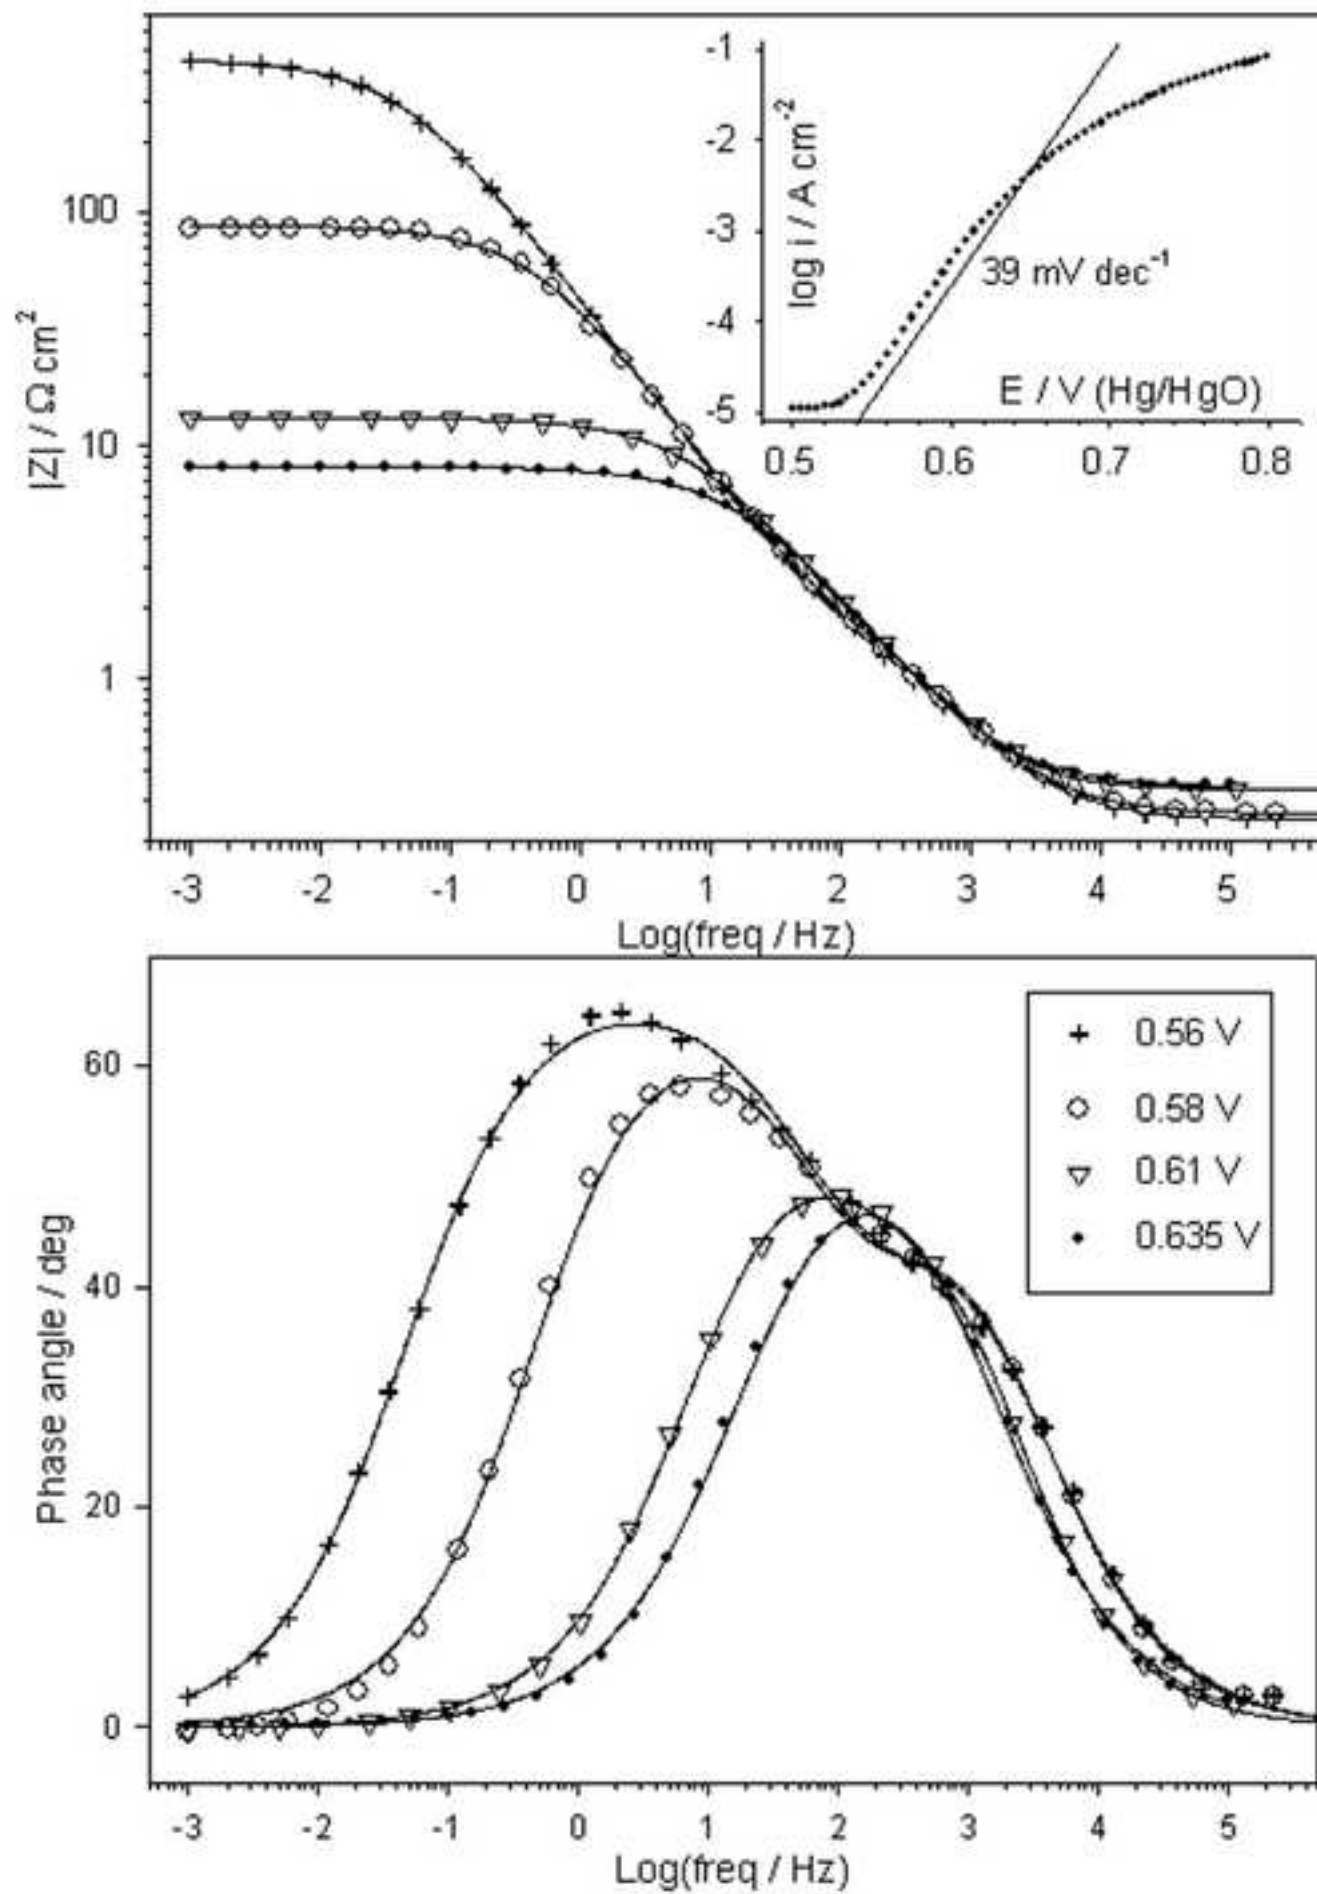 |Z| / Ω cm²
100
10
1
-3 -2 -1 0 1 2 3 4 5
Log(freq / Hz)
log i / A cm⁻²
-1
-2
-3
-4
-5
39 mV dec⁻¹
E / V (Hg/HgO)
0.5 0.6 0.7 0.8
Phase angle / deg
60
40
20
0
0.56 V
0.58 V
0.61 V
0.635 V
-3 -2 -1 0 1 2 3 4 5
Log(freq / Hz)